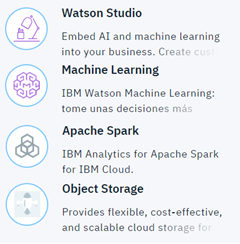 Watson Studio
Embed AI and machine learning
into your business. Create cust
Machine Learning
IBM Watson Machine Learning:
tome unas decisiones más
Apache Spark
IBM Analytics for Apache Spark
for IBM Cloud.
Object Storage
Provides flexible, cost-effective,
and scalable cloud storage for